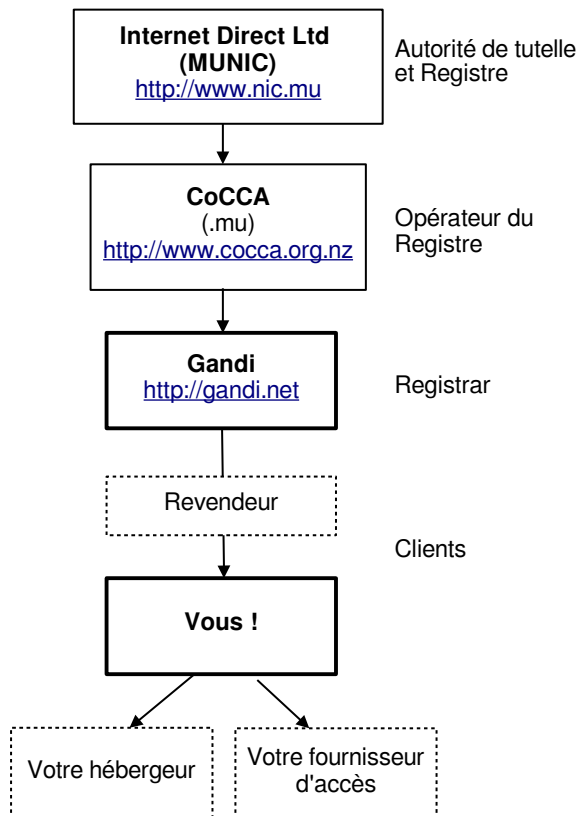 Internet Direct Ltd
(MUNIC)
http://www.nic.mu
Autorité de tutelle
et Registre
CoCCA
(.mu)
http://www.cocca.org.nz
Opérateur du
Registre
Gandi
http://gandi.net
Registrar
Revendeur
Clients
Vous !
Votre hébergeur
Votre fournisseur
d'accès